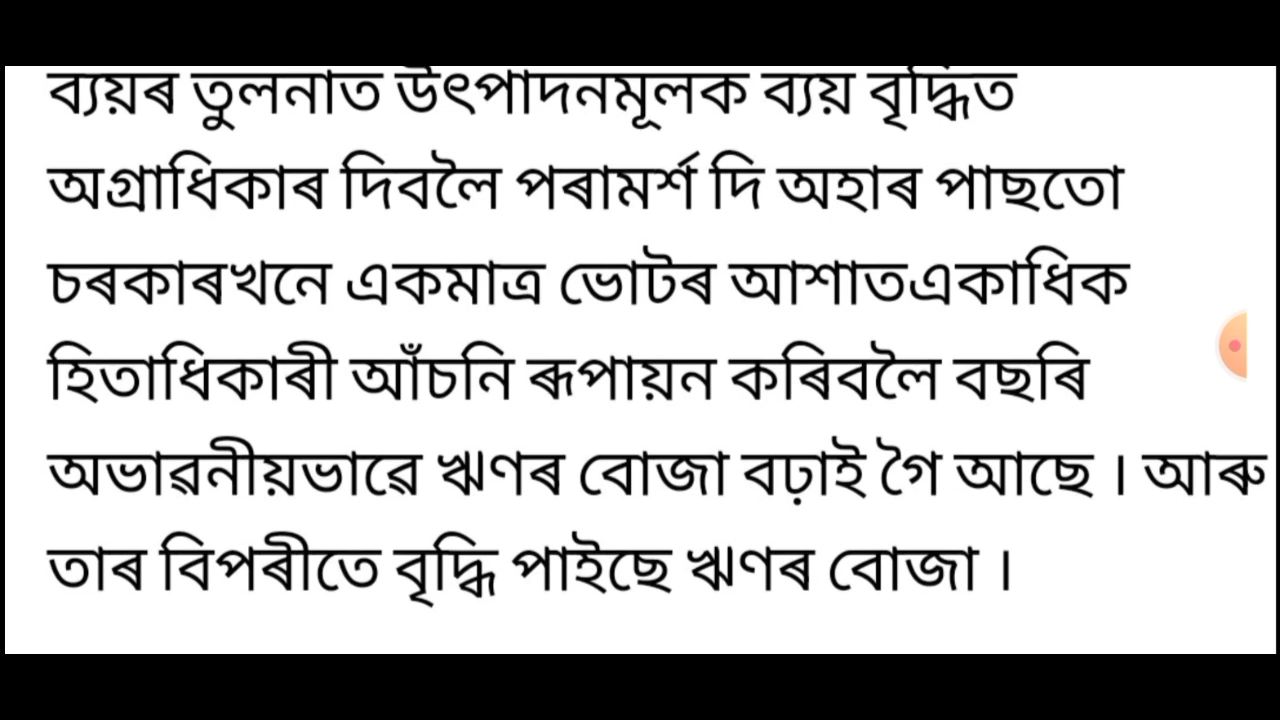 ব্যয়ৰ তুলনাত উৎপাদনমূলক ব্যয় বৃদ্ধিত
অগ্ৰাধিকাৰ দিবলৈ পৰামৰ্শ দি অহাৰ পাছতো
চৰকাৰখনে একমাত্ৰ ভোটৰ আশাতএকাধিক
হিতাধিকাৰী আঁচনি ৰূপায়ন কৰিবলৈ বছৰি
অভাৱনীয়ভাৱে ঋণৰ বোজা বঢ়াই গৈ আছে । আৰু
তাৰ বিপৰীতে বৃদ্ধি পাইছে ঋণৰ বোজা ।